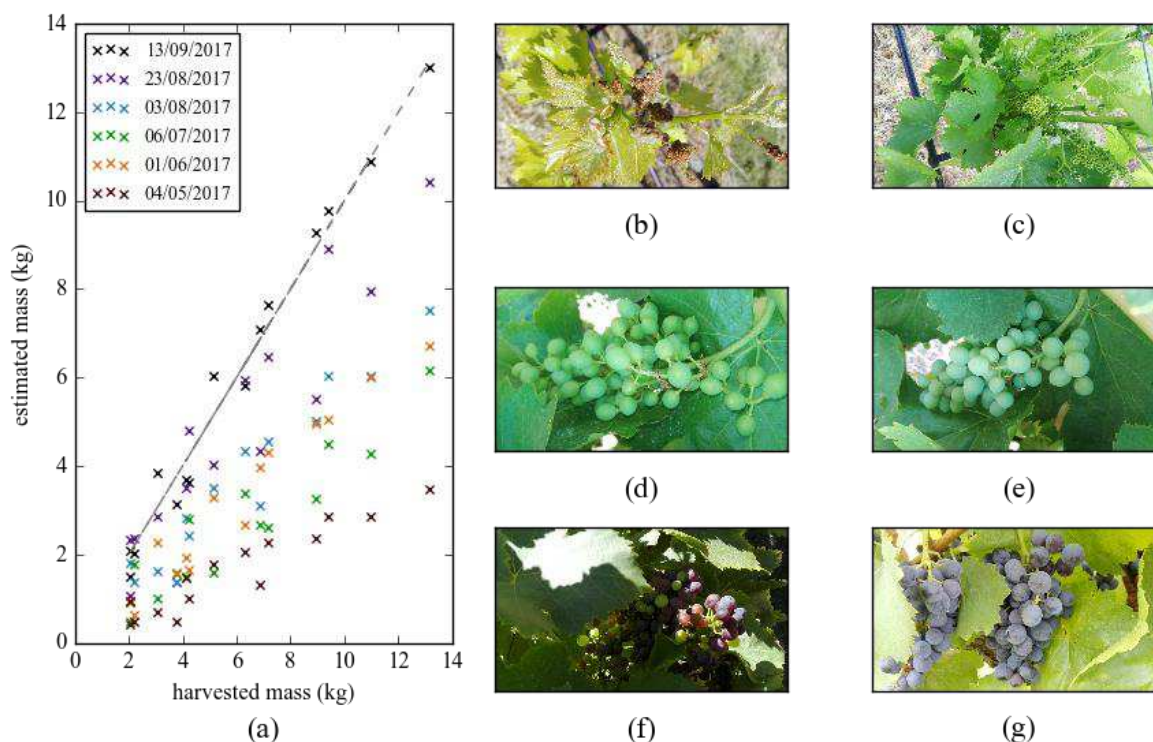 14
12
10
8
6
4
2
0
estimated mass (kg)
13/09/2017
23/08/2017
03/08/2017
06/07/2017
01/06/2017
04/05/2017
0 2 4 6 8 10 12 14
harvested mass (kg)
(a)
(b)
(c)
(d)
(e)
(f)
(g)